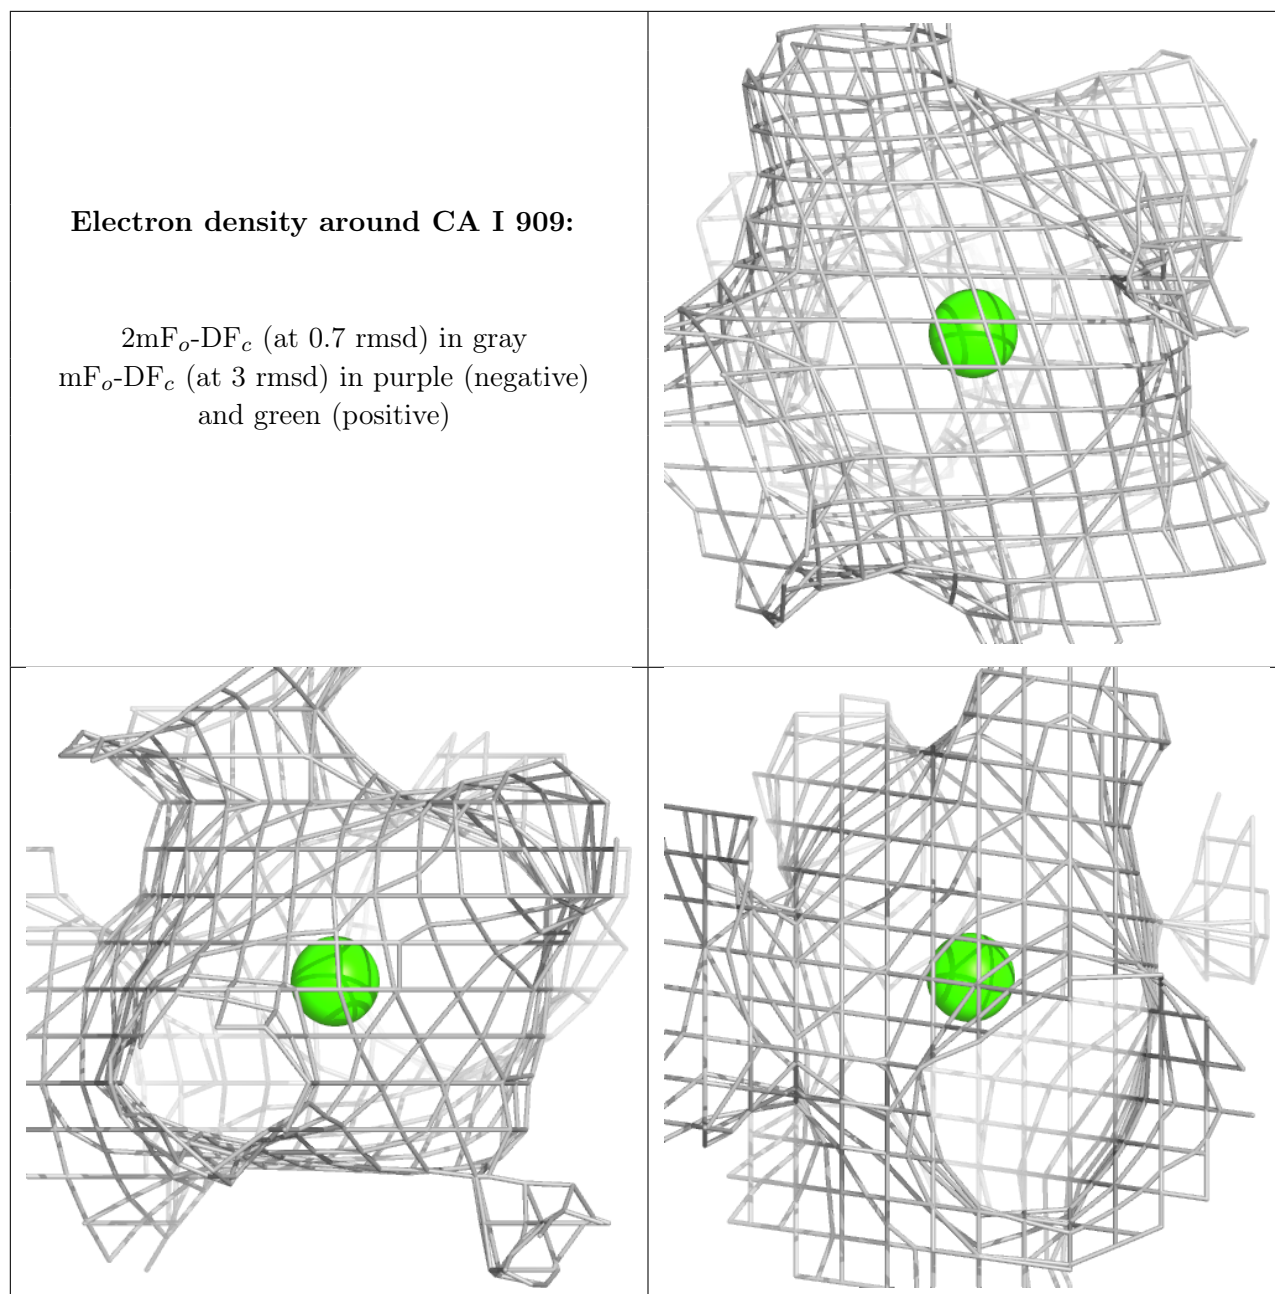 Electron density around CA I 909:
2mFₒ-DF𝒸 (at 0.7 rmsd) in gray
mFₒ-DF𝒸 (at 3 rmsd) in purple (negative)
and green (positive)